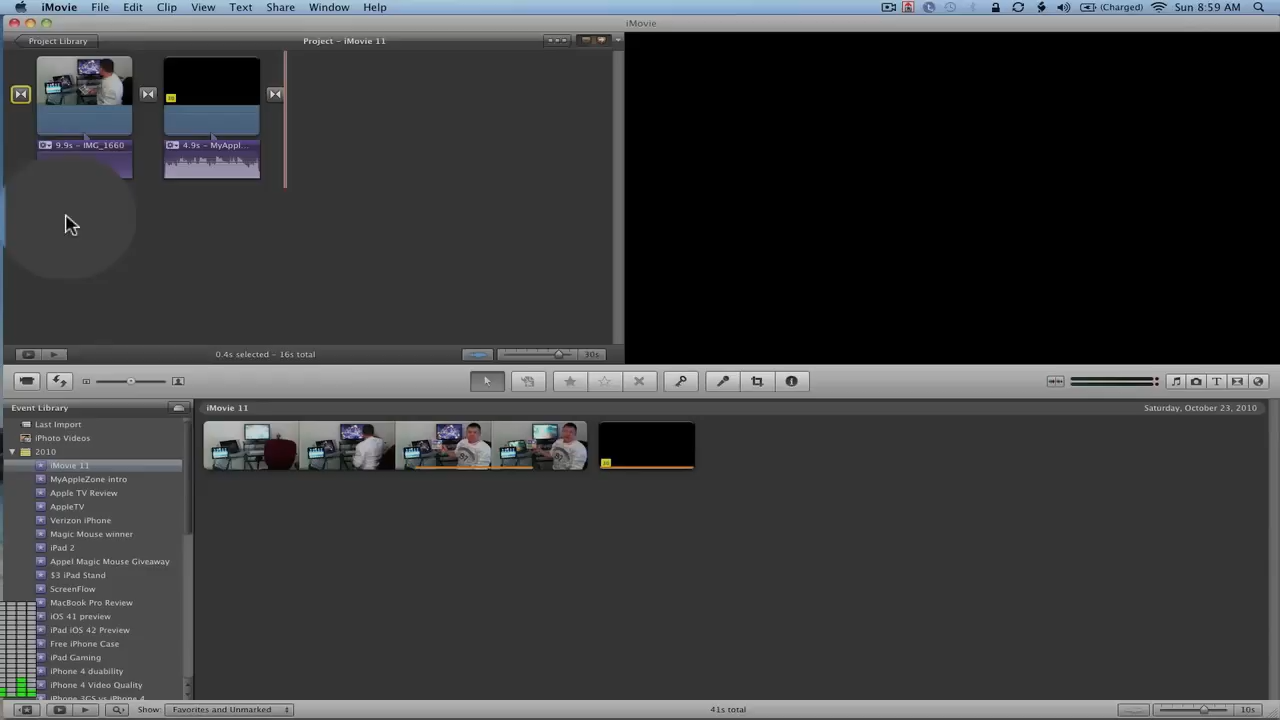 iMovie File Edit Clip View Text Share Window Help (Charged) Sun 8:59 AM
iMovie
Project Library Project - iMovie 11
9.9s - IMG_1660 4.9s - MyAppl...
0.4s selected - 16s total 30s
Event Library iMovie 11 Saturday, October 23, 2010
Last Import
iPhoto Videos
2010
iMovie 11
MyAppleZone intro
Apple TV Review
AppleTV
Verizon iPhone
Magic Mouse winner
iPad 2
Appel Magic Mouse Giveaway
$3 iPad Stand
ScreenFlow
MacBook Pro Review
iOS 41 preview
iPad iOS 42 Preview
Free iPhone Case
iPad Gaming
iPhone 4 duability
iPhone 4 Video Quality
iPhone 3GS vs iPhone 4
Show: Favorites and Unmarked 41s total 10s